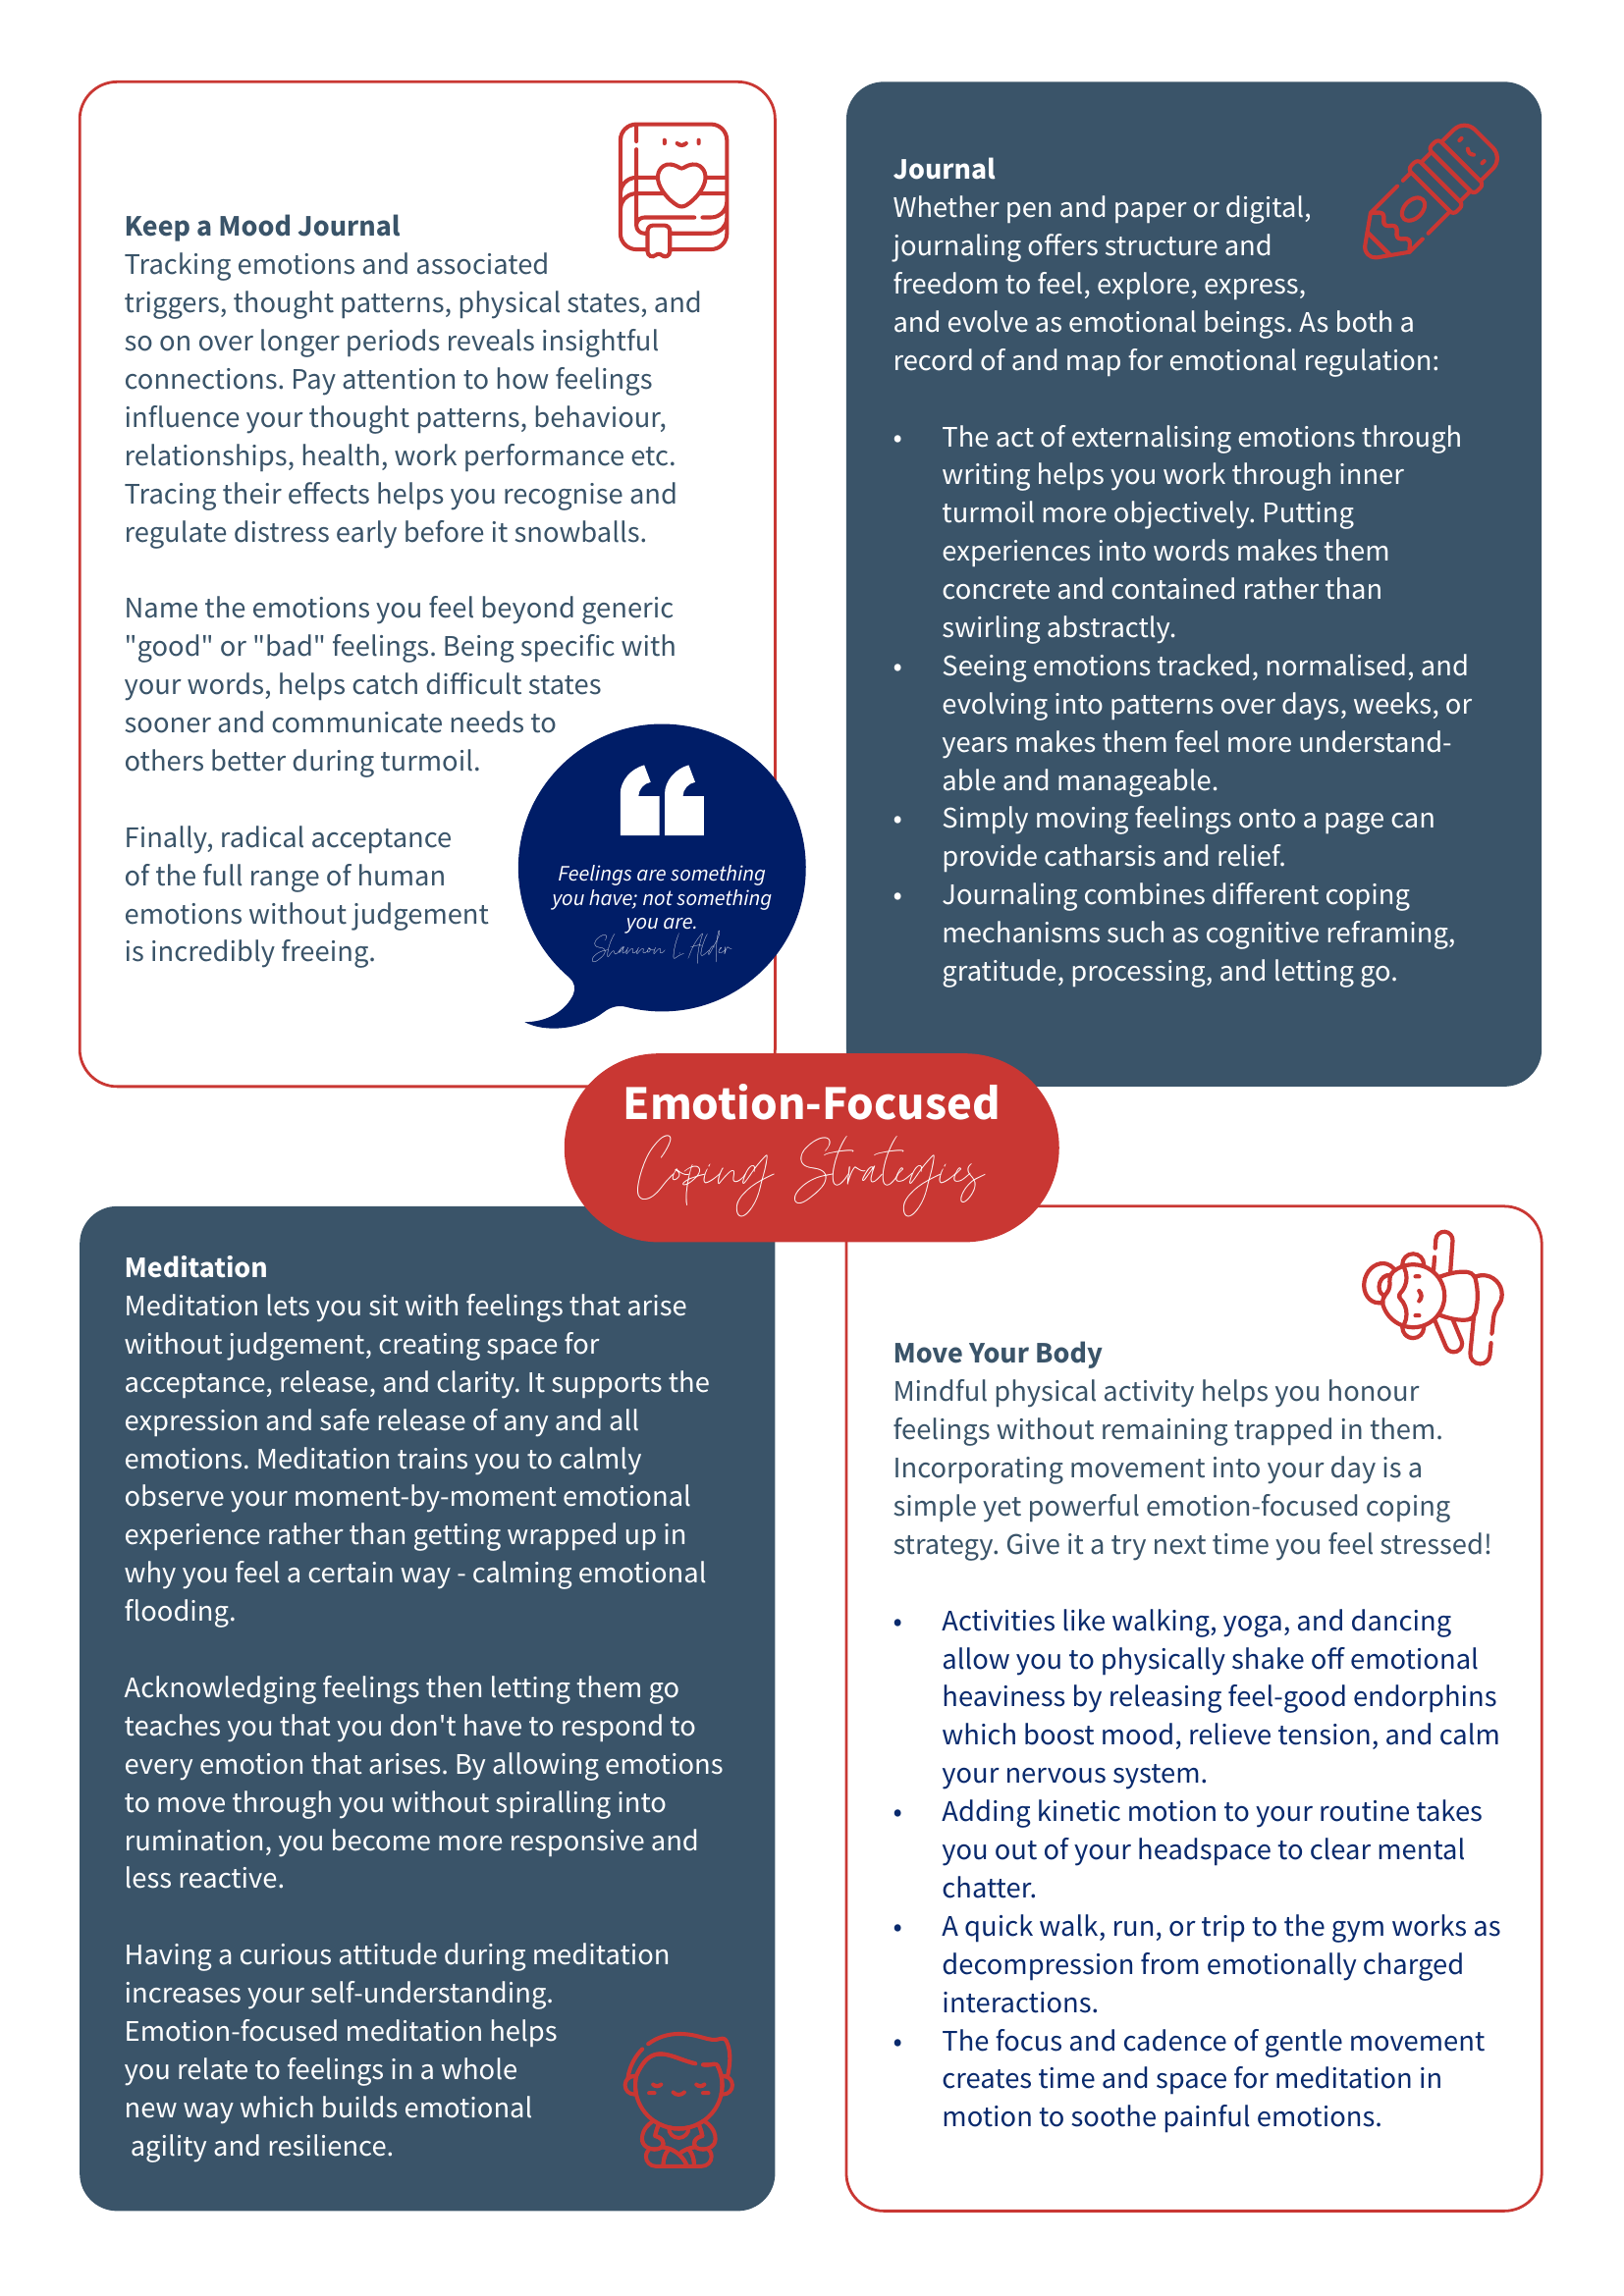 Keep a Mood Journal
Tracking emotions and associated
triggers, thought patterns, physical states, and
so on over longer periods reveals insightful
connections. Pay attention to how feelings
influence your thought patterns, behaviour,
relationships, health, work performance etc.
Tracing their effects helps you recognise and
regulate distress early before it snowballs.
Name the emotions you feel beyond generic
"good" or "bad" feelings. Being specific with
your words, helps catch difficult states
sooner and communicate needs to
others better during turmoil.
Finally, radical acceptance
of the full range of human
emotions without judgement
is incredibly freeing.
Feelings are something
you have; not something
you are.
Shannon L Alder
Journal
Whether pen and paper or digital,
journaling offers structure and
freedom to feel, explore, express,
and evolve as emotional beings. As both a
record of and map for emotional regulation:
• The act of externalising emotions through
writing helps you work through inner
turmoil more objectively. Putting
experiences into words makes them
concrete and contained rather than
swirling abstractly.
• Seeing emotions tracked, normalised, and
evolving into patterns over days, weeks, or
years makes them feel more understand-
able and manageable.
• Simply moving feelings onto a page can
provide catharsis and relief.
• Journaling combines different coping
mechanisms such as cognitive reframing,
gratitude, processing, and letting go.
Emotion-Focused
Coping Strategies
Meditation
Meditation lets you sit with feelings that arise
without judgement, creating space for
acceptance, release, and clarity. It supports the
expression and safe release of any and all
emotions. Meditation trains you to calmly
observe your moment-by-moment emotional
experience rather than getting wrapped up in
why you feel a certain way - calming emotional
flooding.
Acknowledging feelings then letting them go
teaches you that you don't have to respond to
every emotion that arises. By allowing emotions
to move through you without spiralling into
rumination, you become more responsive and
less reactive.
Having a curious attitude during meditation
increases your self-understanding.
Emotion-focused meditation helps
you relate to feelings in a whole
new way which builds emotional
agility and resilience.
Move Your Body
Mindful physical activity helps you honour
feelings without remaining trapped in them.
Incorporating movement into your day is a
simple yet powerful emotion-focused coping
strategy. Give it a try next time you feel stressed!
• Activities like walking, yoga, and dancing
allow you to physically shake off emotional
heaviness by releasing feel-good endorphins
which boost mood, relieve tension, and calm
your nervous system.
• Adding kinetic motion to your routine takes
you out of your headspace to clear mental
chatter.
• A quick walk, run, or trip to the gym works as
decompression from emotionally charged
interactions.
• The focus and cadence of gentle movement
creates time and space for meditation in
motion to soothe painful emotions.